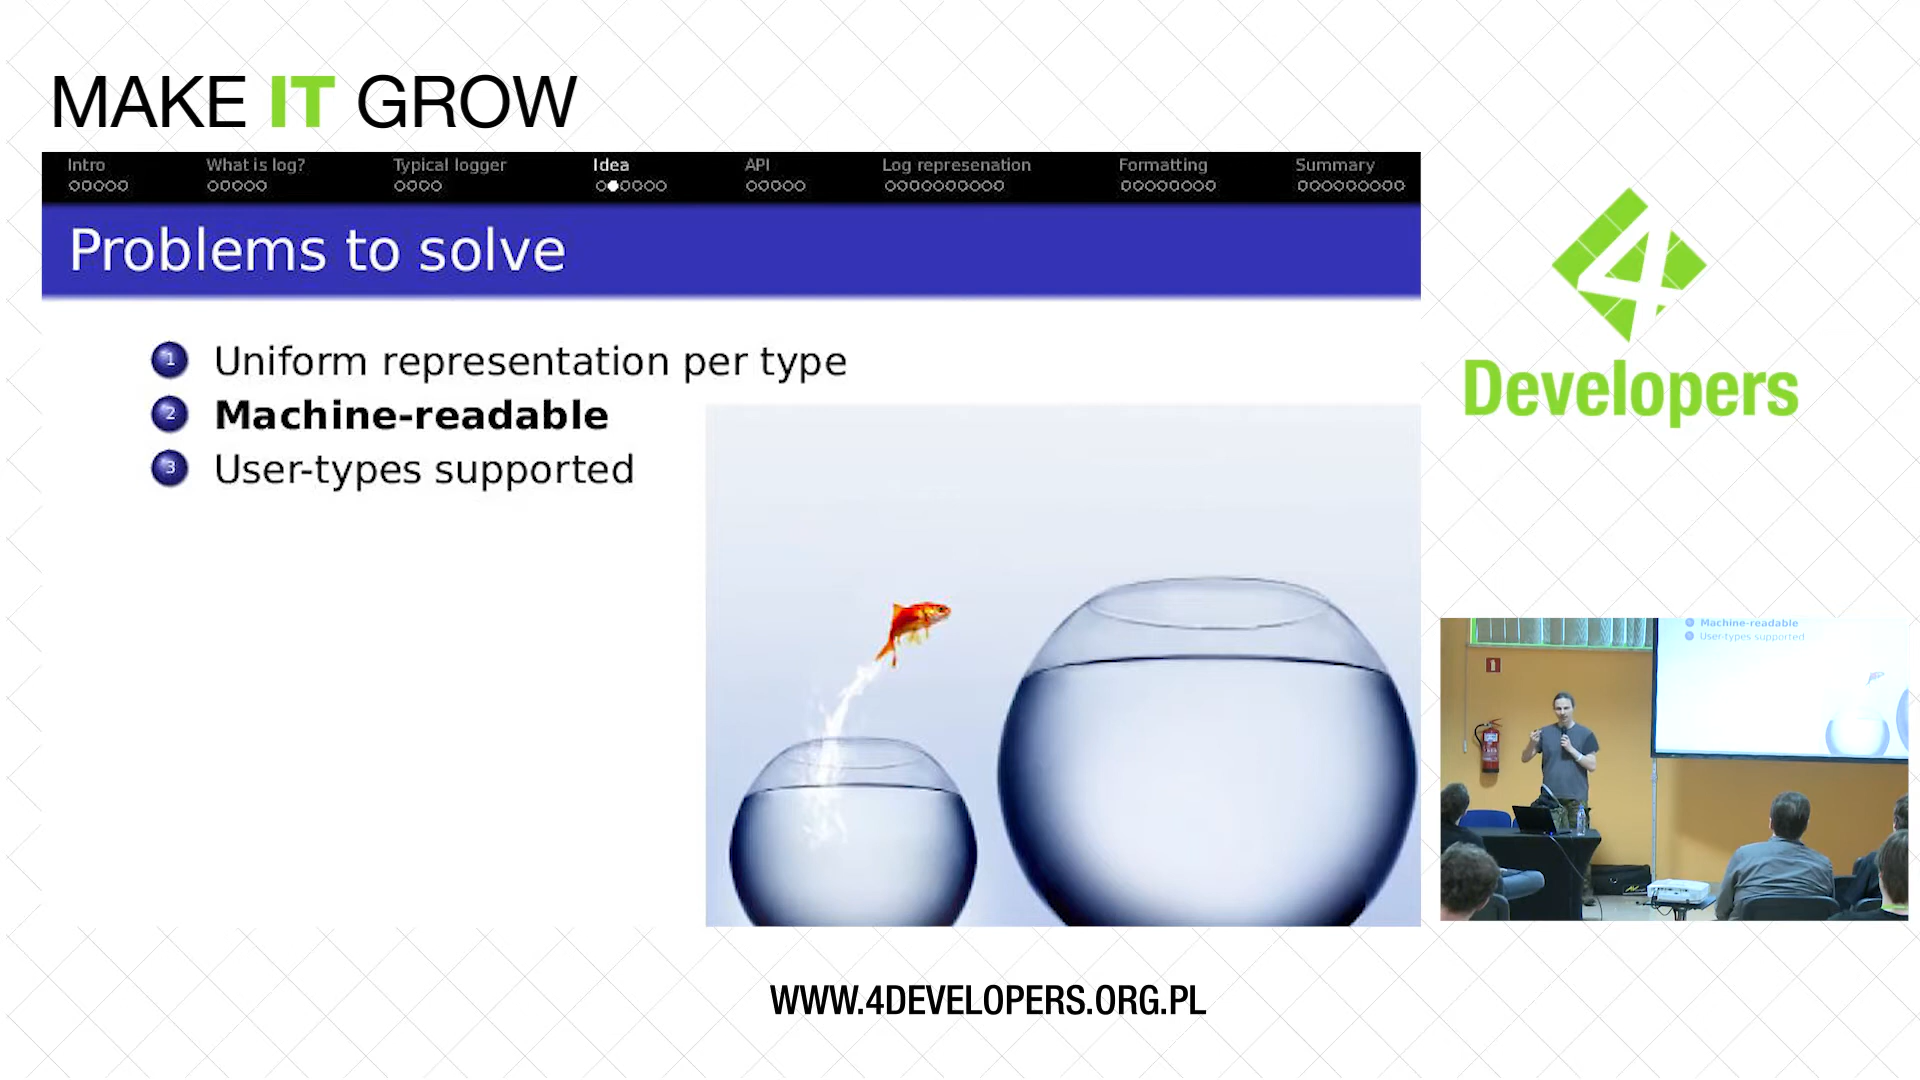 MAKE IT GROW
Intro
What is log?
Typical logger
Idea
API
Log represenation
Formatting
Summary
Problems to solve
1 Uniform representation per type
2 Machine-readable
3 User-types supported
4
Developers
Machine-readable
User-types supported
WWW.4DEVELOPERS.ORG.PL